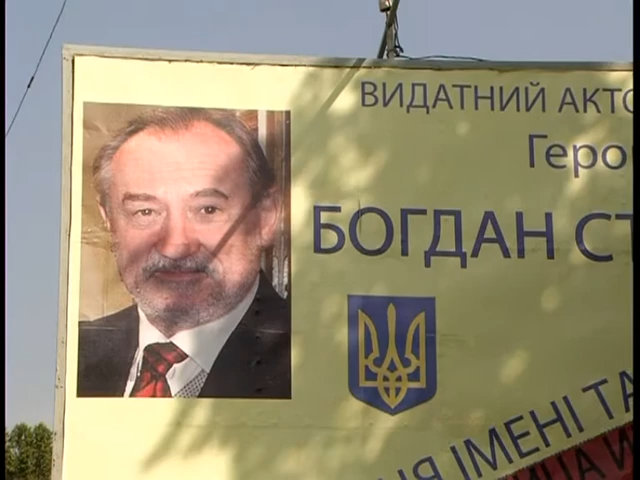 ВИДАТНИЙ АКТО
Геро
БОГДАН СТ
ІМЕНІ ТА